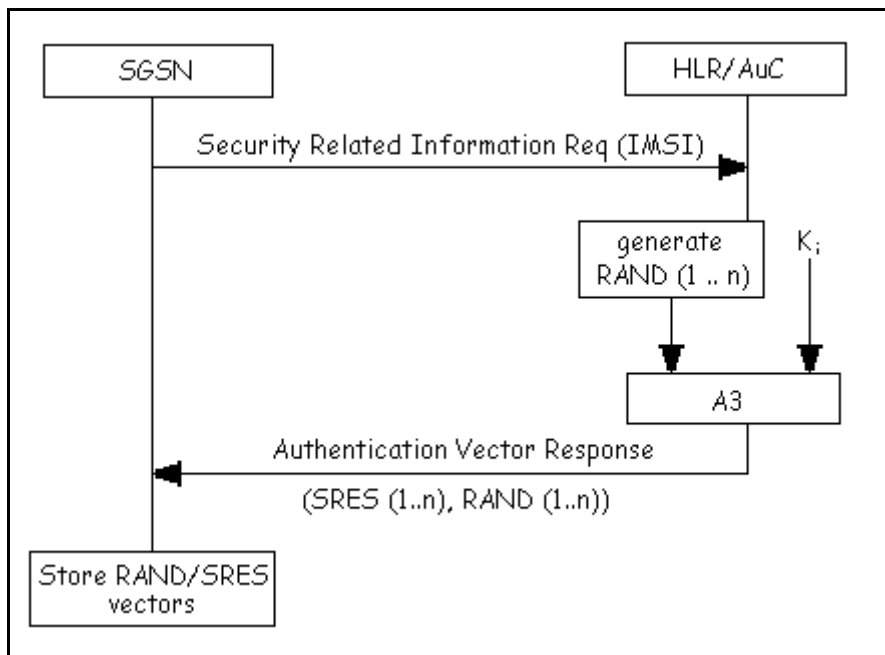 SGSN
HLR/AuC
Security Related Information Req (IMSI)
generate
RAND (1 .. n)
Ki
A3
Authentication Vector Response
(SRES (1..n), RAND (1..n))
Store RAND/SRES
vectors